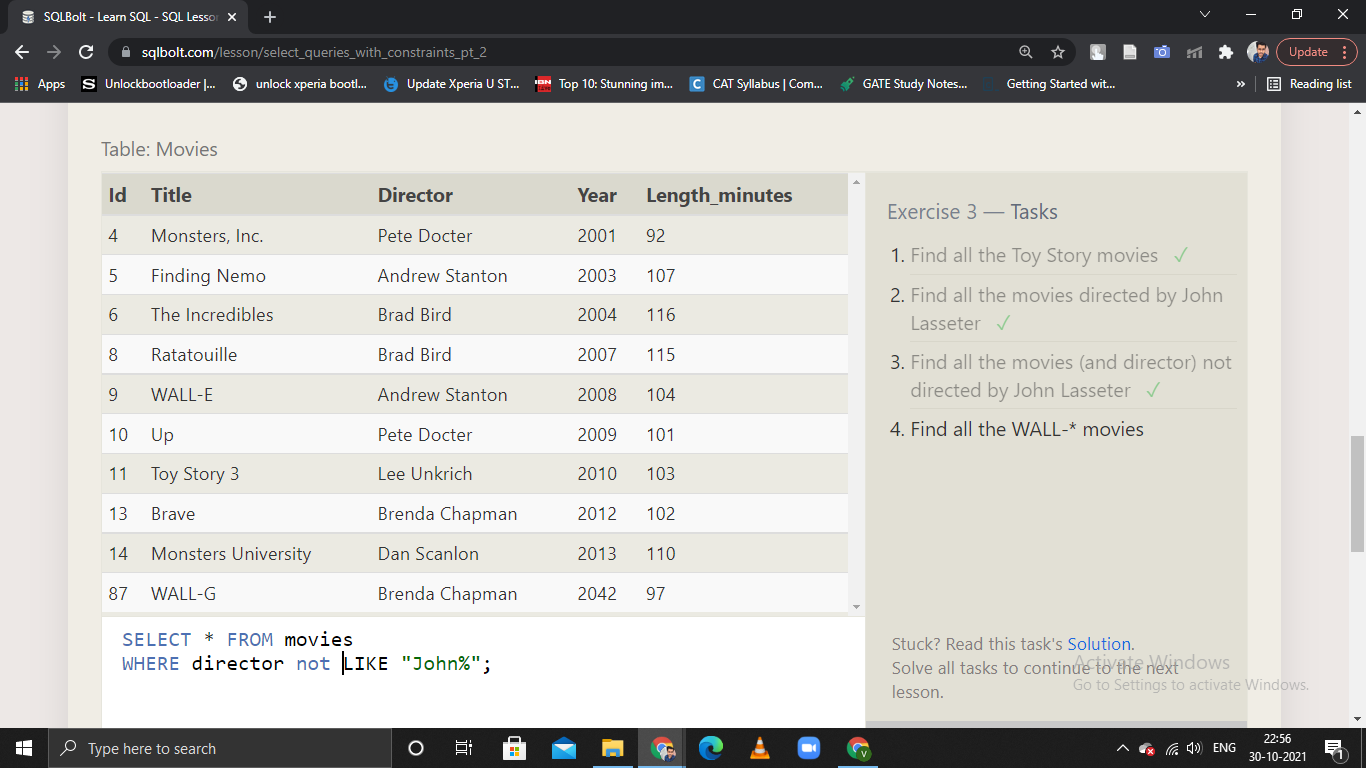 SQLBolt - Learn SQL - SQL Lesson
sqlbolt.com/lesson/select_queries_with_constraints_pt_2
Update
Apps
Unlockbootloader |...
unlock xperia bootl...
Update Xperia U ST...
Top 10: Stunning im...
CAT Syllabus | Com...
GATE Study Notes...
Getting Started wit...
»
Reading list
Table: Movies
Id Title Director Year Length_minutes
4 Monsters, Inc. Pete Docter 2001 92
5 Finding Nemo Andrew Stanton 2003 107
6 The Incredibles Brad Bird 2004 116
8 Ratatouille Brad Bird 2007 115
9 WALL-E Andrew Stanton 2008 104
10 Up Pete Docter 2009 101
11 Toy Story 3 Lee Unkrich 2010 103
13 Brave Brenda Chapman 2012 102
14 Monsters University Dan Scanlon 2013 110
87 WALL-G Brenda Chapman 2042 97
SELECT * FROM movies
WHERE director not LIKE "John%";
Exercise 3 — Tasks
1. Find all the Toy Story movies ✓
2. Find all the movies directed by John
Lasseter ✓
3. Find all the movies (and director) not
directed by John Lasseter ✓
4. Find all the WALL-* movies
Stuck? Read this task's Solution.
Solve all tasks to continue to the next
lesson.
Activate Windows
Go to Settings to activate Windows.
Type here to search
ENG
22:56
30-10-2021
1